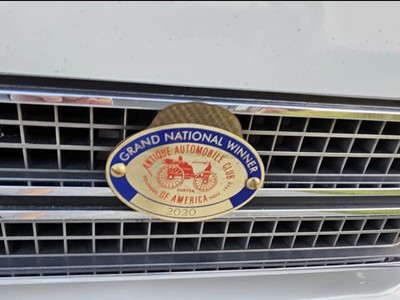 GRAND NATIONAL WINNER
ANTIQUE AUTOMOBILE CLUB
OF AMERICA
2020